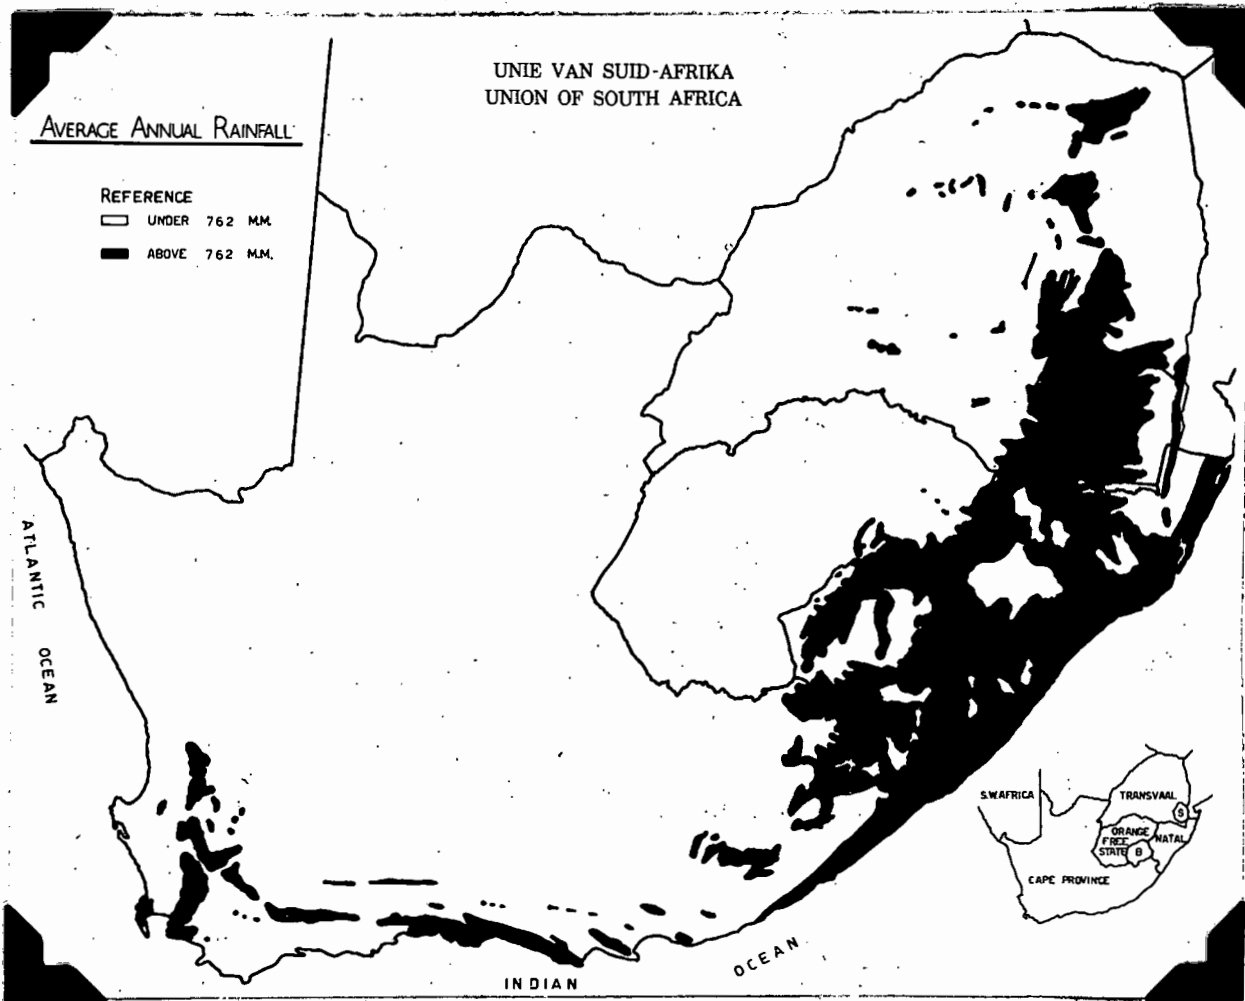 UNIE VAN SUID-AFRIKA
UNION OF SOUTH AFRICA
AVERAGE ANNUAL RAINFALL
REFERENCE
UNDER 762 M.M.
ABOVE 762 M.M.
ATLANTIC OCEAN
INDIAN OCEAN
S.W.AFRICA
TRANSVAAL
S
ORANGE
FREE
STATE
B
NATAL
CAPE PROVINCE